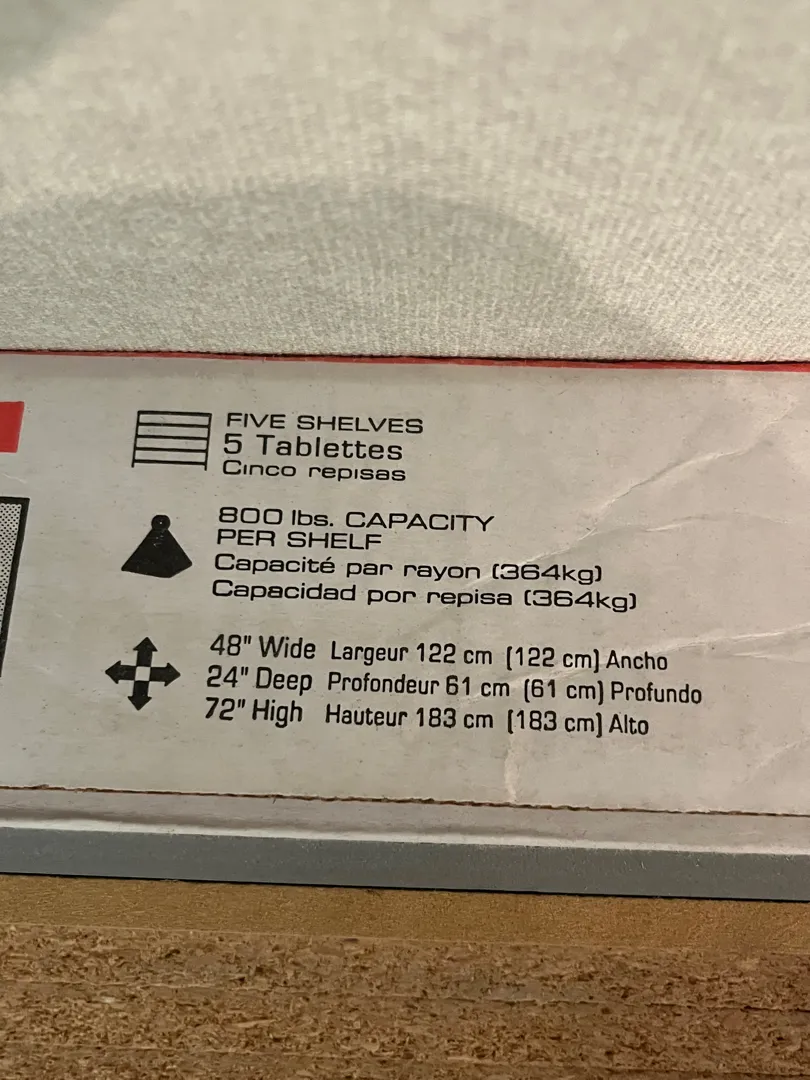 FIVE SHELVES
5 Tablettes
Cinco repisas
800 lbs. CAPACITY
PER SHELF
Capacité par rayon (364kg)
Capacidad por repisa (364kg)
48" Wide Largeur 122 cm (122 cm) Ancho
24" Deep Profondeur 61 cm (61 cm) Profundo
72" High Hauteur 183 cm (183 cm) Alto